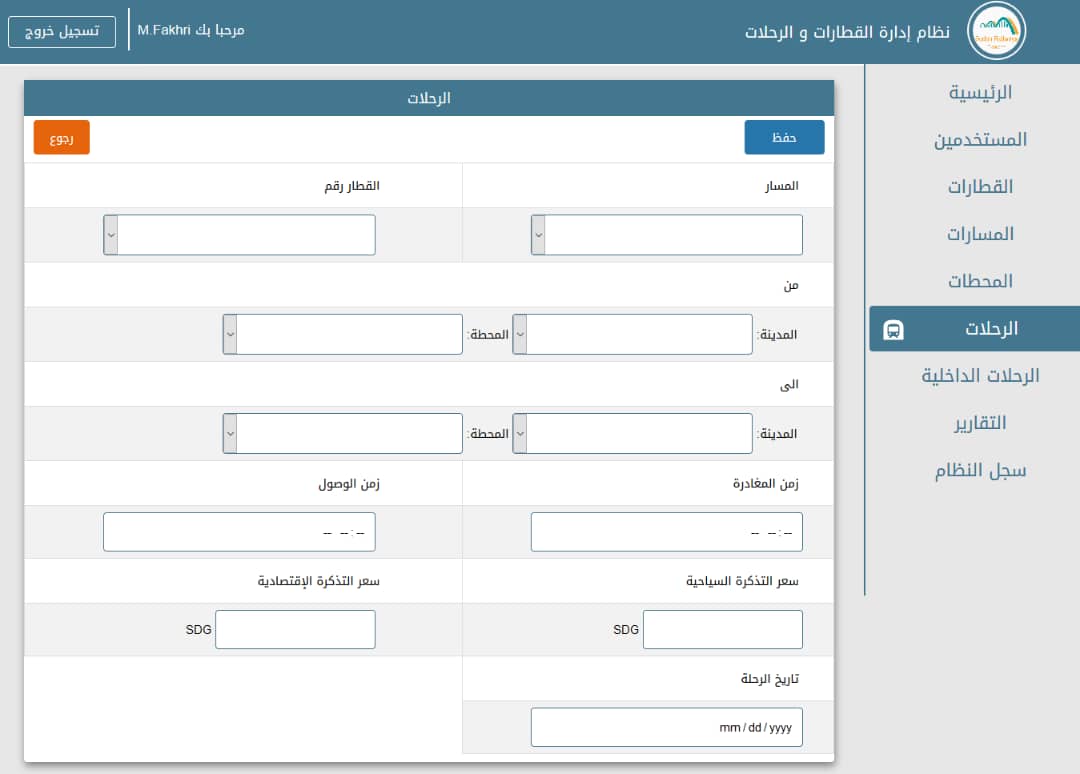 نظام إدارة القطارات و الرحلات
مرحبا بك M.Fakhri
تسجيل خروج
الرئيسية
المستخدمين
القطارات
المسارات
المحطات
الرحلات
الرحلات الداخلية
التقارير
سجل النظام
الرحلات
حفظ
رجوع
المسار
القطار رقم
من
المدينة:
المحطة:
الى
المدينة:
المحطة:
زمن المغادرة
زمن الوصول
-- : -- --
-- : -- --
سعر التذكرة السياحية
سعر التذكرة الإقتصادية
SDG
SDG
تاريخ الرحلة
mm / dd / yyyy